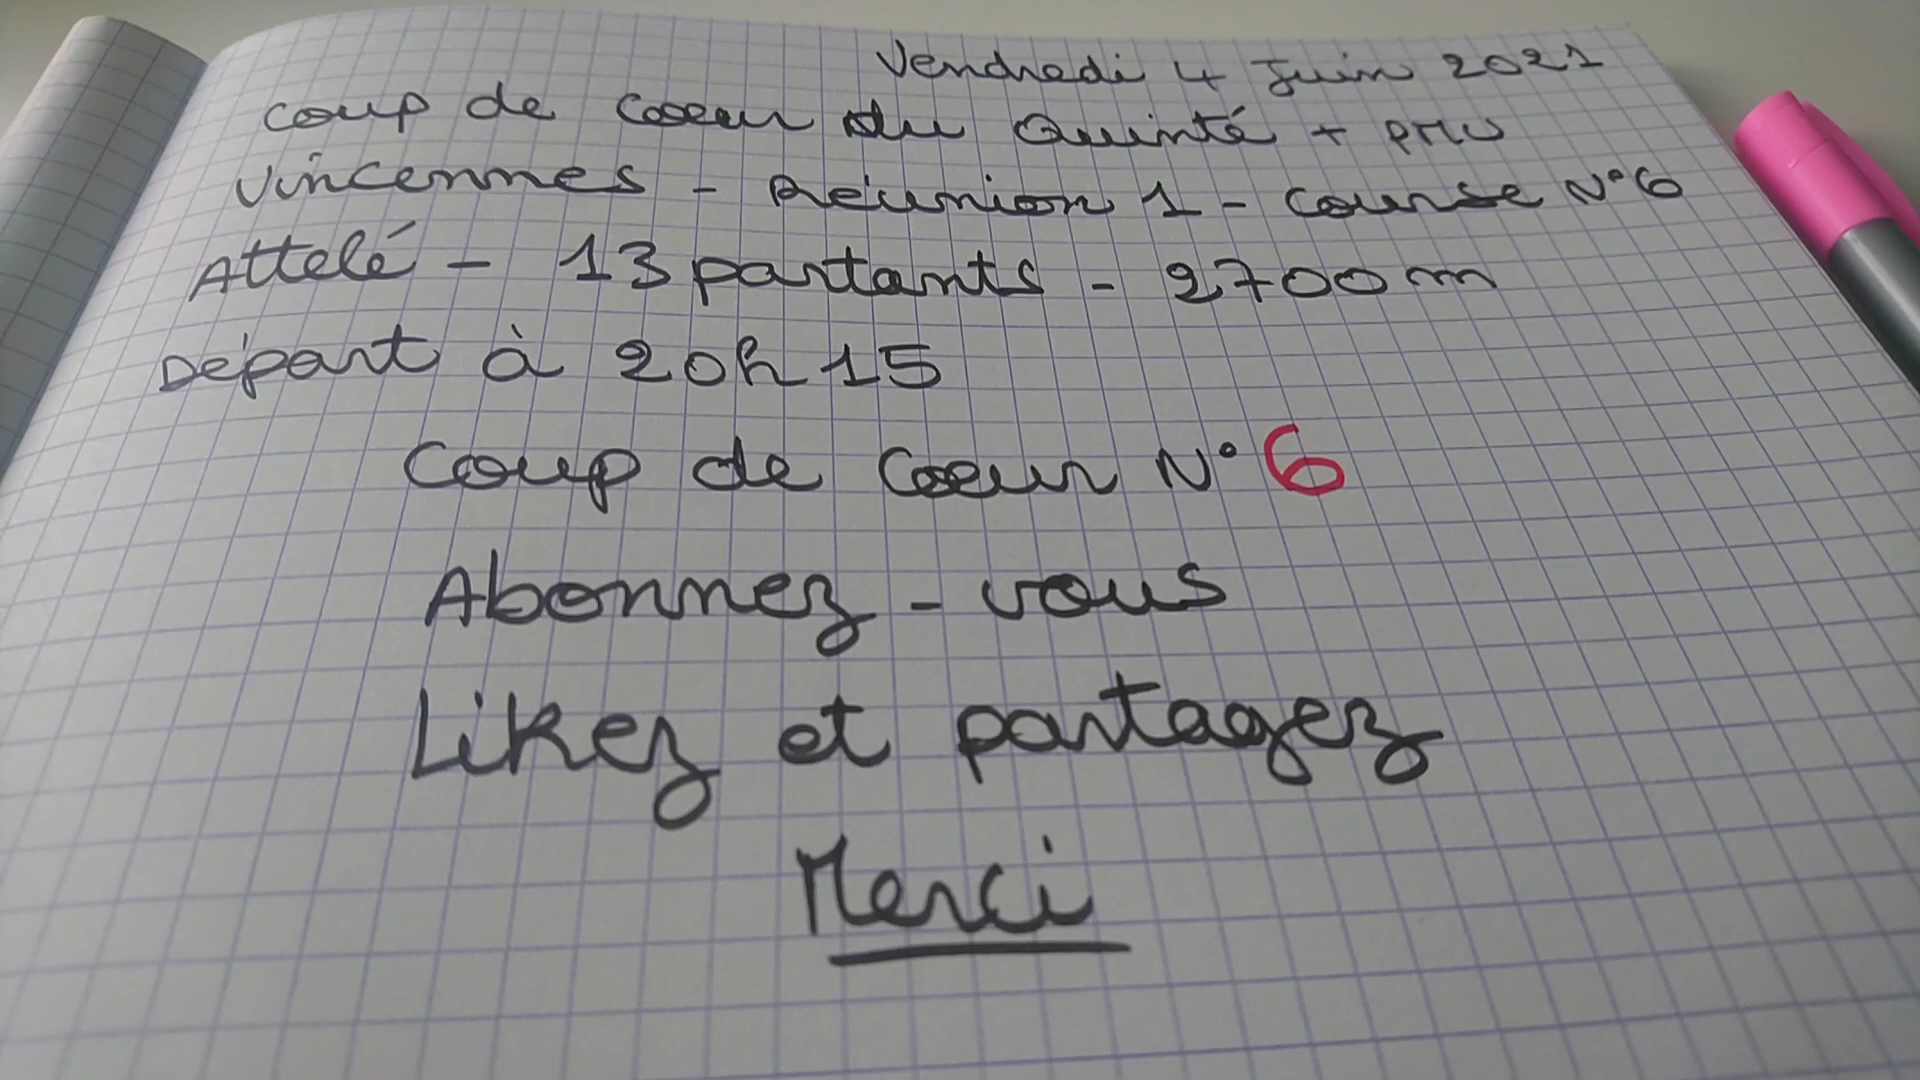 Vendredi 4 Juin 2021
Coup de Coeur du Quinté + PMU
Vincennes - Réunion 1 - Course N°6
Attelé - 13 partants - 2700m
Départ à 20h15
Coup de Coeur N°6
Abonnez-vous
Likez et partagez
Merci